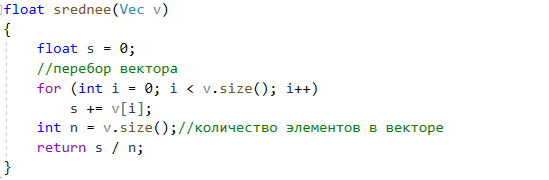 float srednee(Vec v)
{
    float s = 0;
    //перебор вектора
    for (int i = 0; i < v.size(); i++)
        s += v[i];
    int n = v.size();//количество элементов в векторе
    return s / n;
}